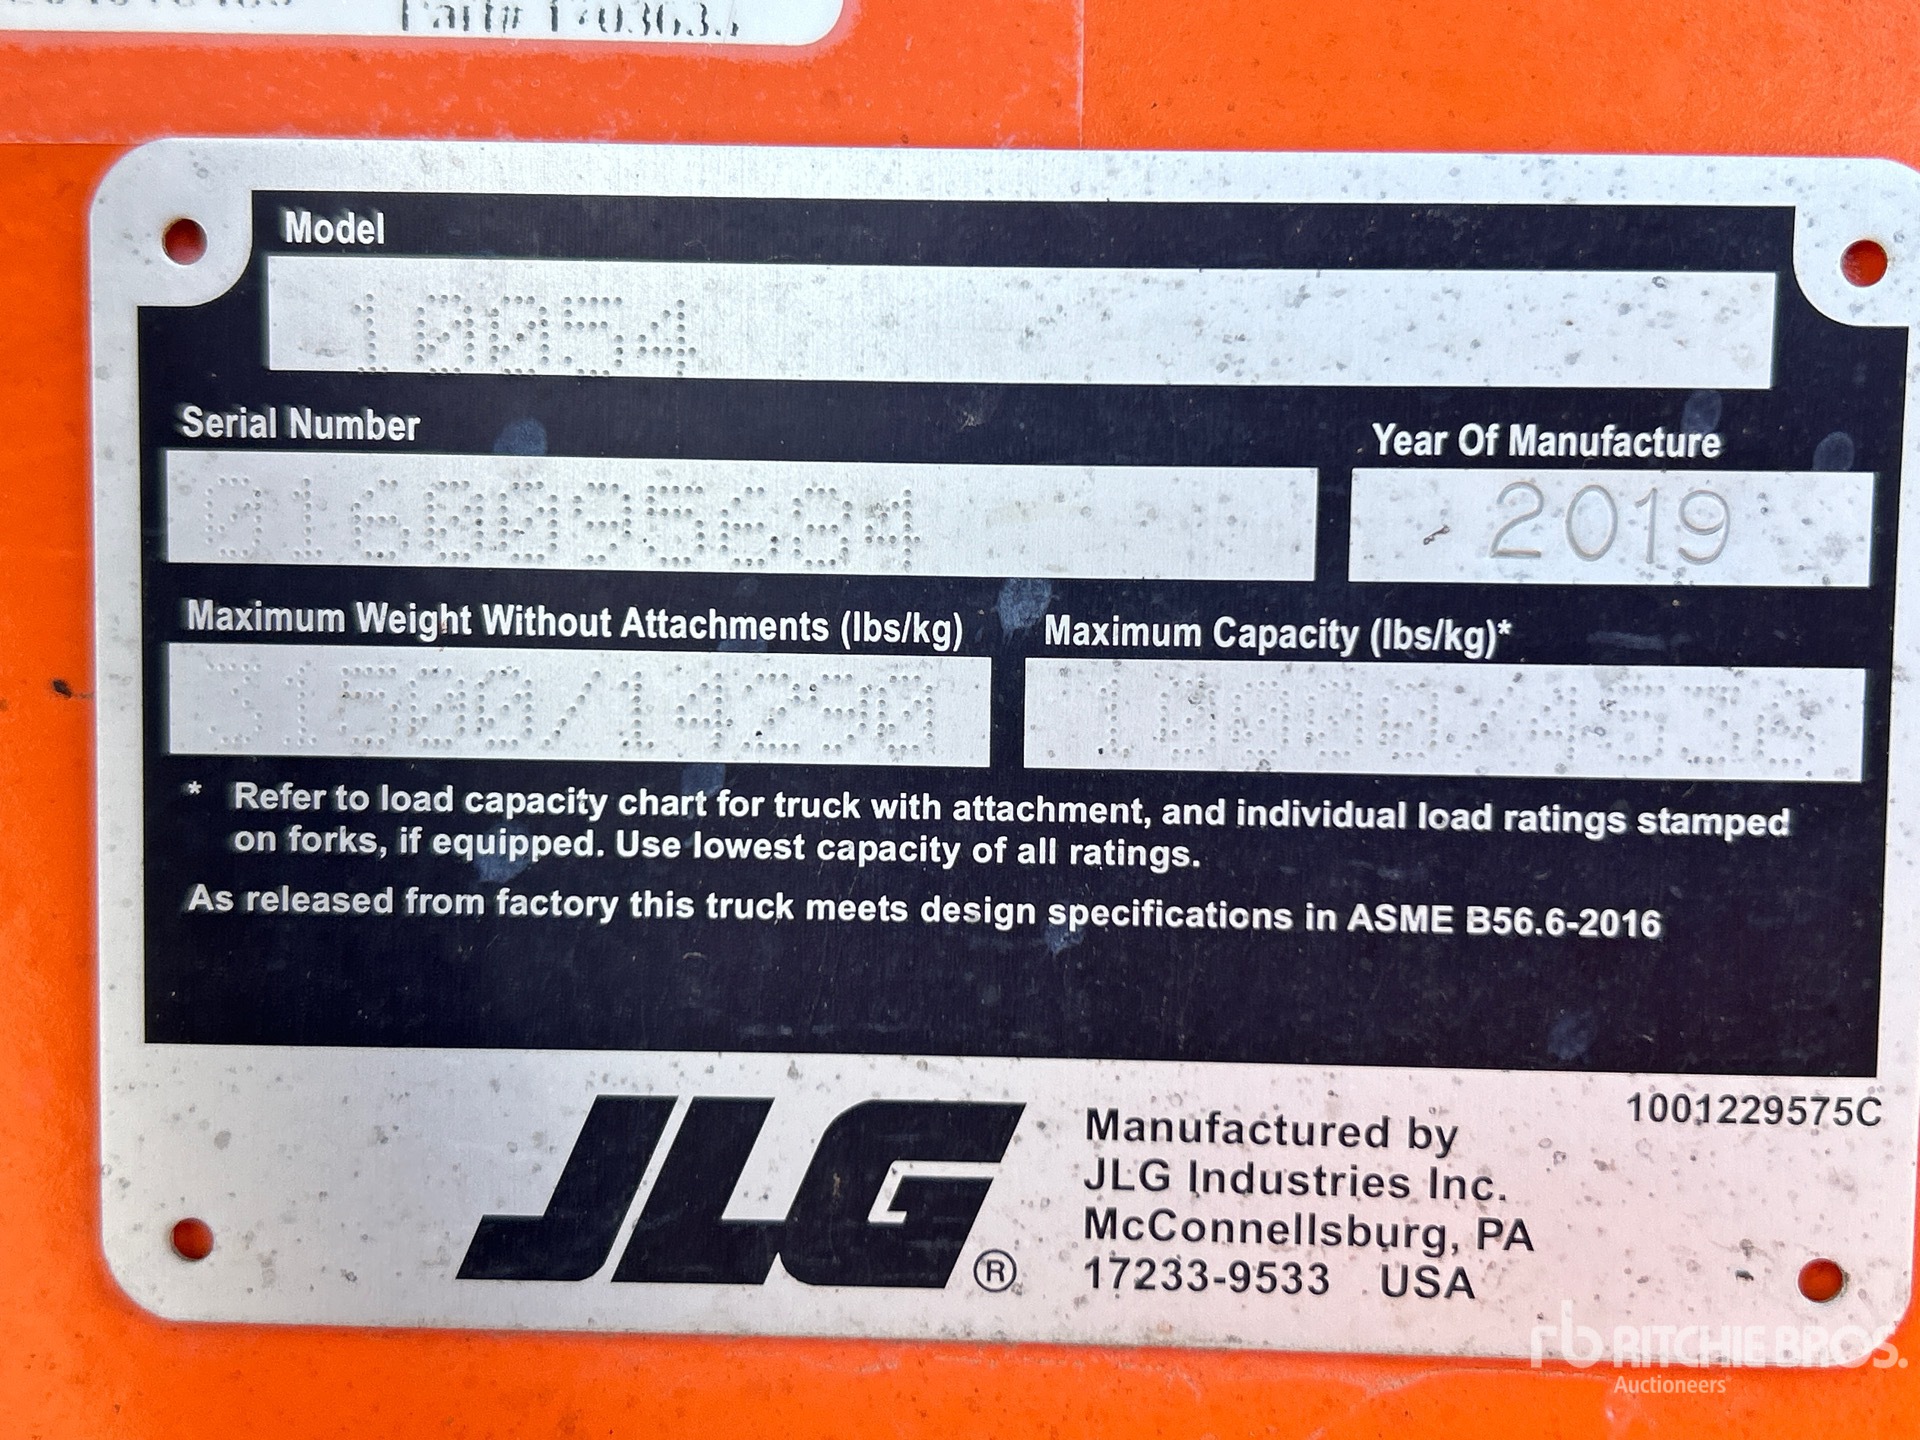 Part#
Model
10054
Serial Number
0160095684
Year Of Manufacture
2019
Maximum Weight Without Attachments (lbs/kg)
31500/14290
Maximum Capacity (lbs/kg)*
10000/4536
* Refer to load capacity chart for truck with attachment, and individual load ratings stamped
on forks, if equipped. Use lowest capacity of all ratings.
As released from factory this truck meets design specifications in ASME B56.6-2016
1001229575C
JLG®
Manufactured by
JLG Industries Inc.
McConnellsburg, PA
17233-9533 USA
rb RITCHIE BROS.
Auctioneers